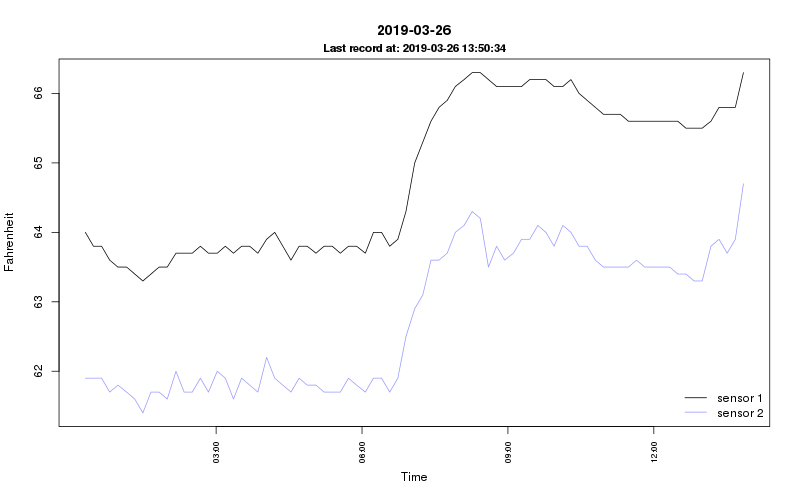 2019-03-26
Last record at: 2019-03-26 13:50:34
66
65
64
63
62
Fahrenheit
sensor 1
sensor 2
03:00
06:00
09:00
12:00
Time